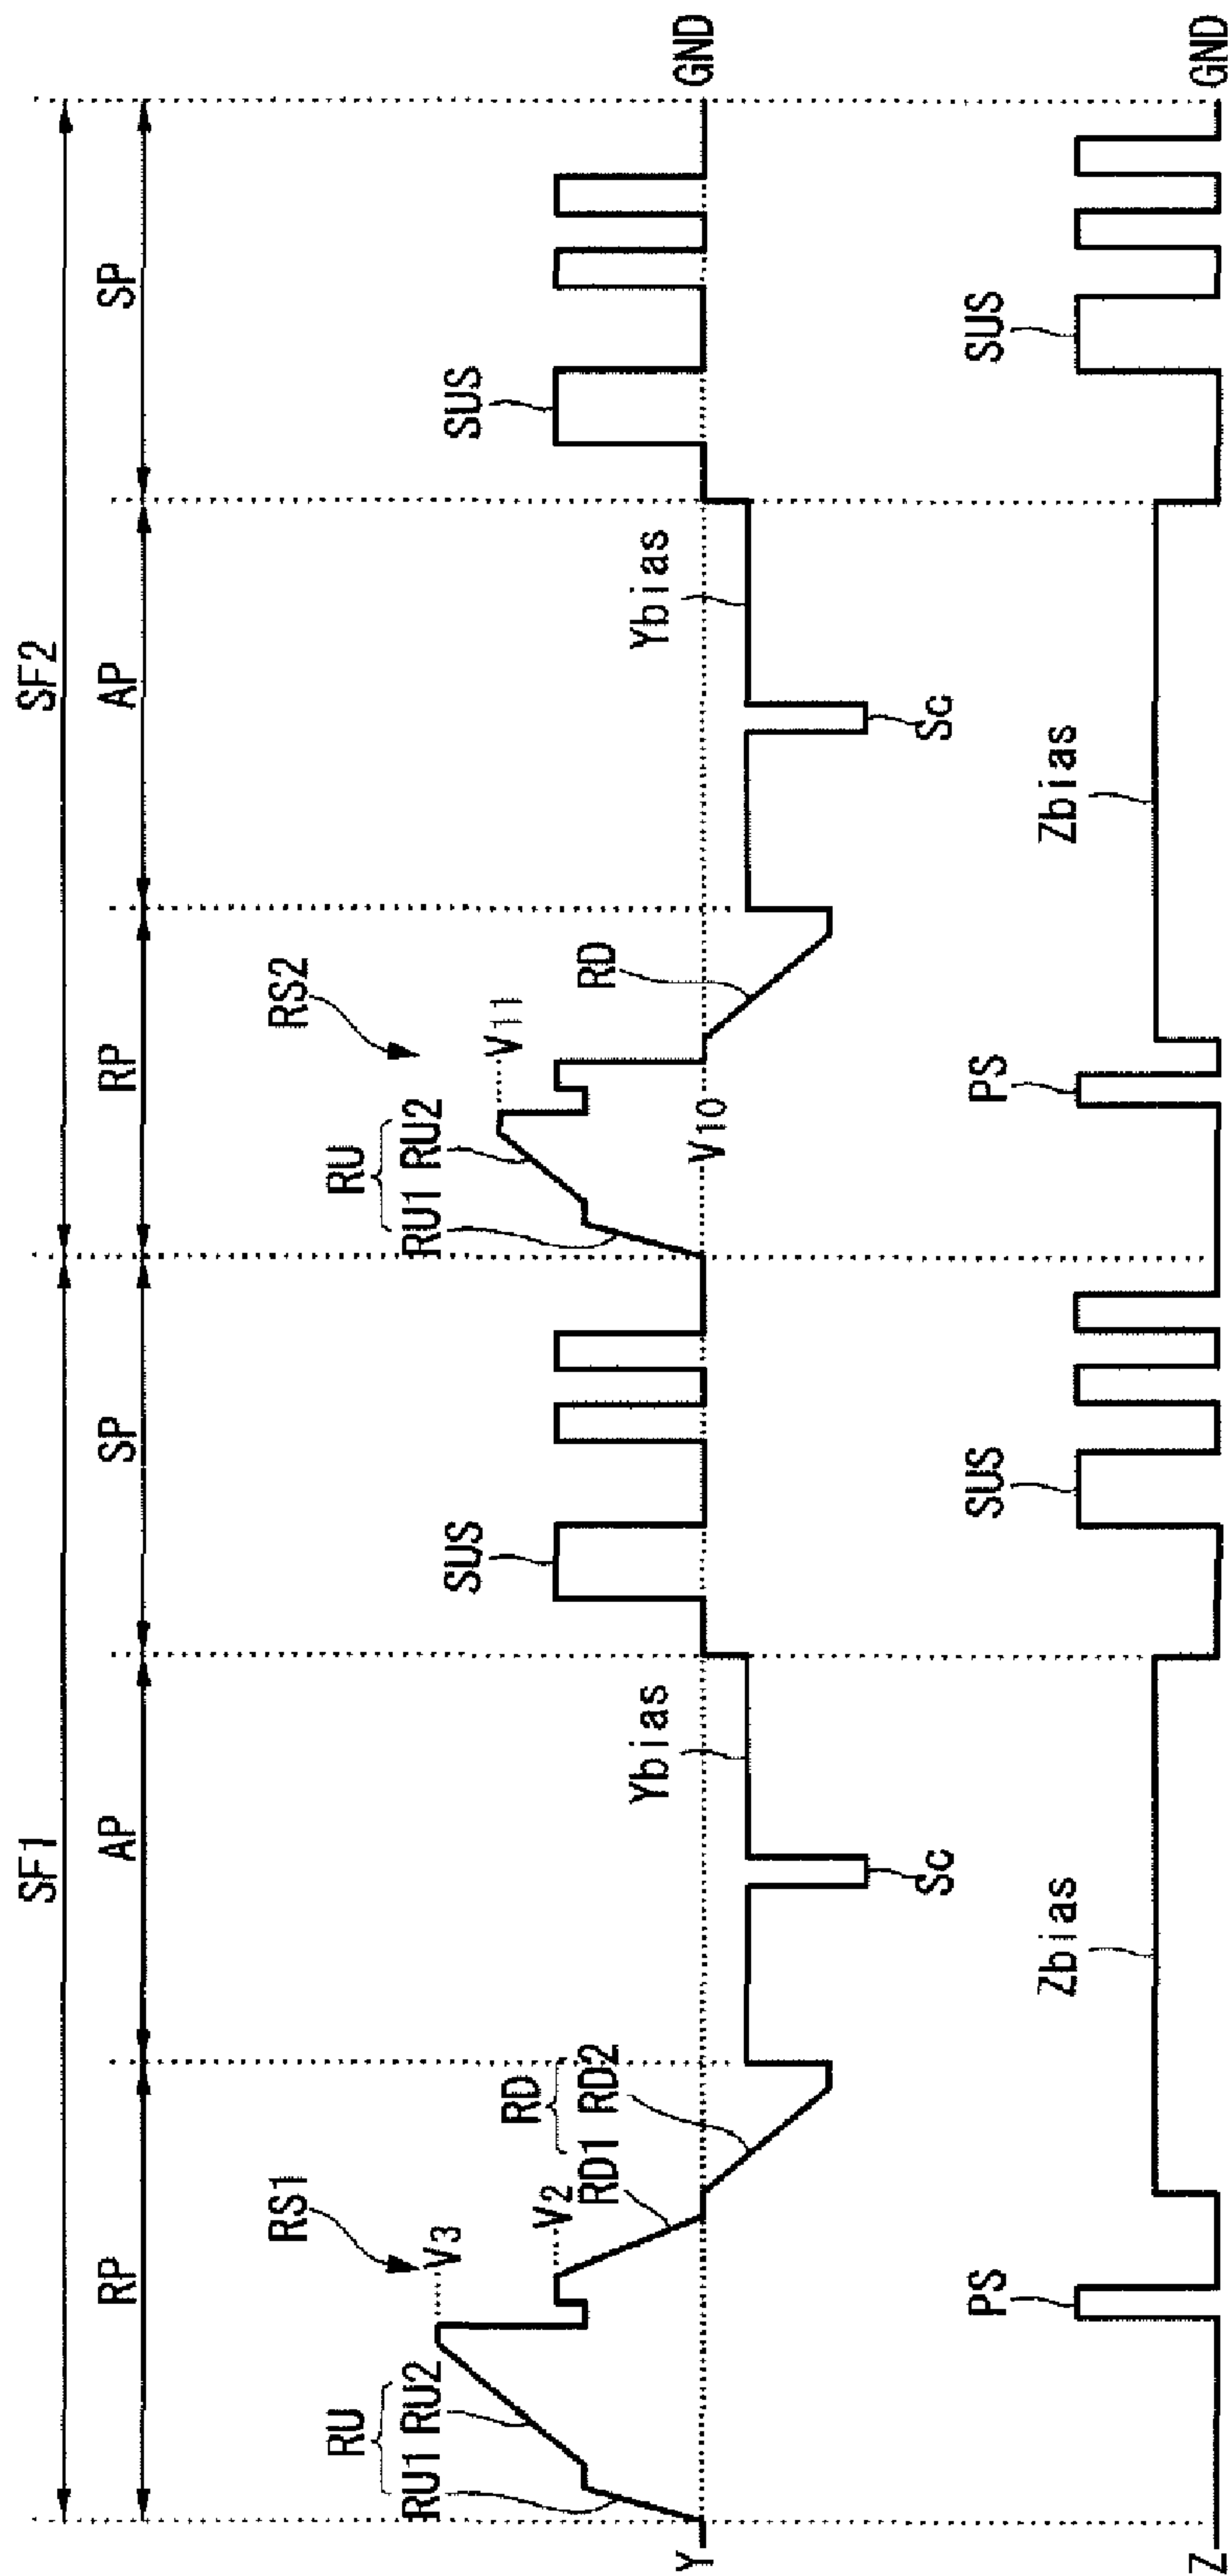 SF1 SF2
RP AP SP RP AP SP
RS1 RS2
V3
RU RU
RU1 RU2 RU1 RU2
V2 V11
SUS SUS
RD
RD1 RD2 RD
Ybias Ybias
Y V10 GND
Sc Sc
PS PS
SUS SUS
Zbias Zbias
Z GND